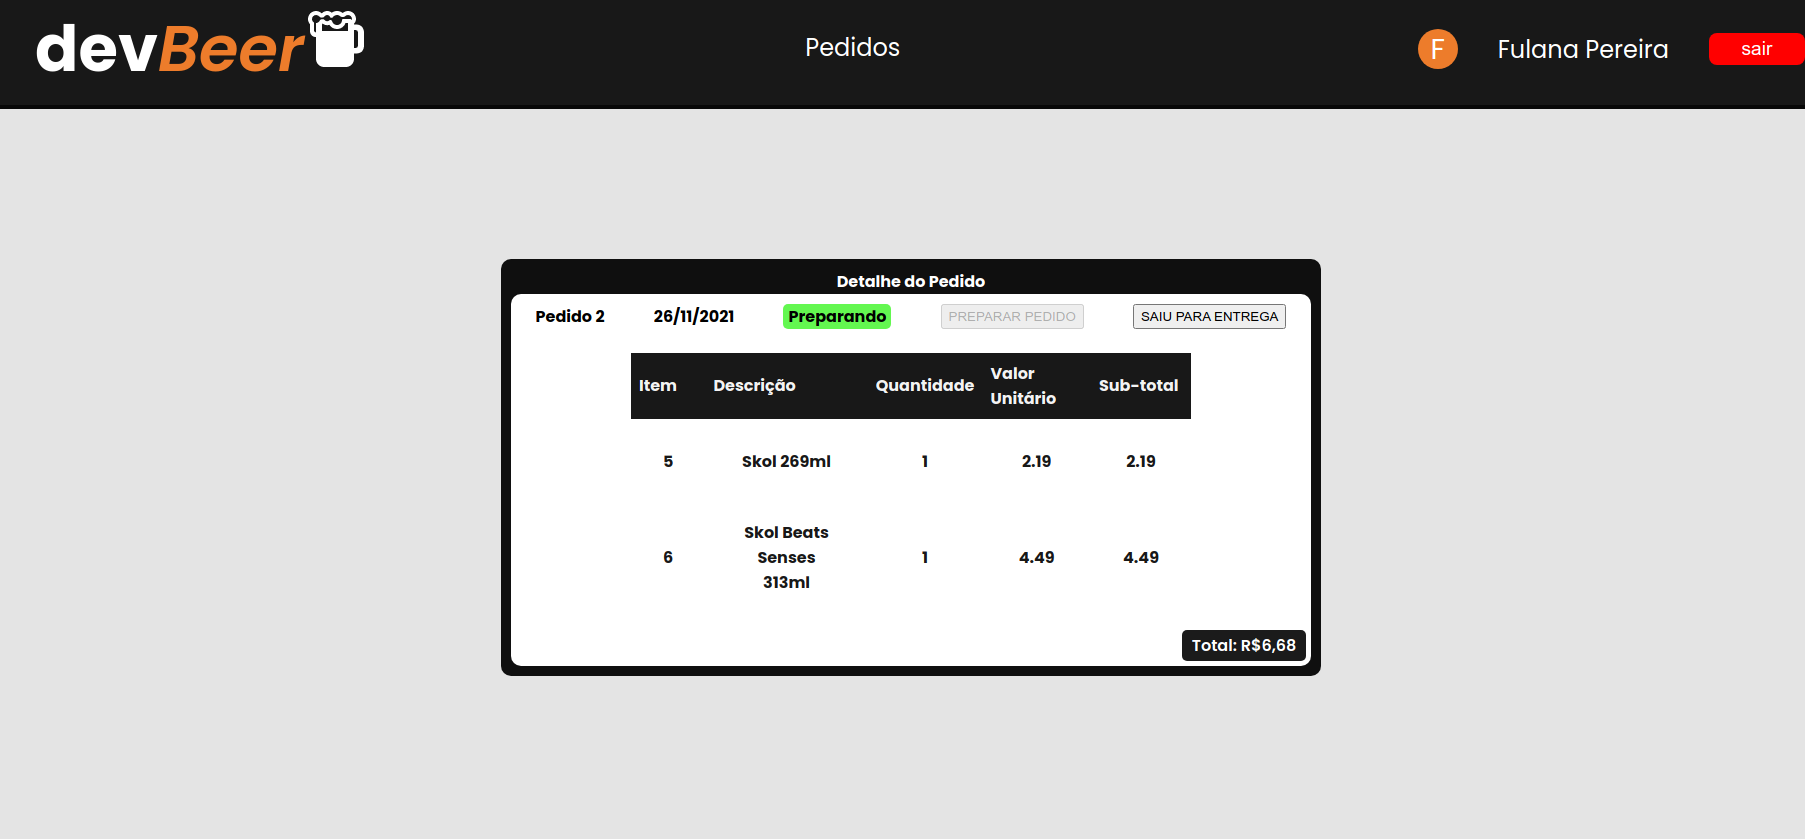 devBeer
Pedidos
F
Fulana Pereira
sair
Detalhe do Pedido
Pedido 2
26/11/2021
Preparando
PREPARAR PEDIDO
SAIU PARA ENTREGA
Item
Descrição
Quantidade
Valor
Unitário
Sub-total
5
Skol 269ml
1
2.19
2.19
6
Skol Beats
Senses
313ml
1
4.49
4.49
Total: R$6,68